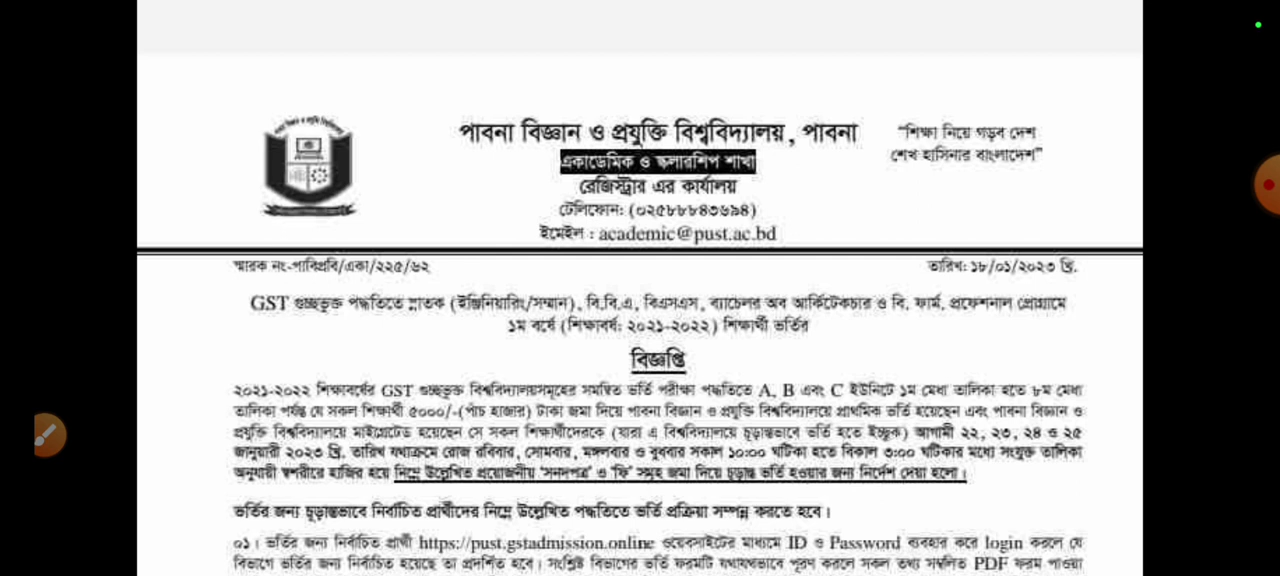 পাবনা বিজ্ঞান ও প্রযুক্তি বিশ্ববিদ্যালয়, পাবনা
একাডেমিক ও স্কলারশিপ শাখা
রেজিস্ট্রার এর কার্যালয়
টেলিফোন: (০২৫৮৮৮৪৩৬৯৪)
ইমেইল : academic@pust.ac.bd
“শিক্ষা নিয়ে গড়ব দেশ
শেখ হাসিনার বাংলাদেশ”
স্মারক নং-পাবিপ্রবি/একা/২২৫/৬২
তারিখ: ১৮/০১/২০২৩ খ্রি.
GST গুচ্ছভুক্ত পদ্ধতিতে স্নাতক (ইঞ্জিনিয়ারিং/সম্মান), বি.বি.এ, বিএসএস, ব্যাচেলর অব আর্কিটেকচার ও বি. ফার্ম. প্রফেশনাল প্রোগ্রামে
১ম বর্ষে (শিক্ষাবর্ষ: ২০২১-২০২২) শিক্ষার্থী ভর্তির
বিজ্ঞপ্তি
২০২১-২০২২ শিক্ষাবর্ষের GST গুচ্ছভুক্ত বিশ্ববিদ্যালয়সমূহের সমন্বিত ভর্তি পরীক্ষা পদ্ধতিতে A, B এবং C ইউনিটে ১ম মেধা তালিকা হতে ৮ম মেধা
তালিকা পর্যন্ত যে সকল শিক্ষার্থী ৫০০০/-(পাঁচ হাজার) টাকা জমা দিয়ে পাবনা বিজ্ঞান ও প্রযুক্তি বিশ্ববিদ্যালয়ে প্রাথমিক ভর্তি হয়েছেন এবং পাবনা বিজ্ঞান ও
প্রযুক্তি বিশ্ববিদ্যালয়ে মাইগ্রেটেড হয়েছেন সে সকল শিক্ষার্থীদেরকে (যারা এ বিশ্ববিদ্যালয়ে চূড়ান্তভাবে ভর্তি হতে ইচ্ছুক) আগামী ২২, ২৩, ২৪ ও ২৫
জানুয়ারী ২০২৩ খ্রি. তারিখ যথাক্রমে রোজ রবিবার, সোমবার, মঙ্গলবার ও বুধবার সকাল ১০:০০ ঘটিকা হতে বিকাল ৩:০০ ঘটিকার মধ্যে সংযুক্ত তালিকা
অনুযায়ী স্বশরীরে হাজির হয়ে নিম্নে উল্লেখিত প্রয়োজনীয় 'সনদপত্র' ও 'ফি' সমূহ জমা দিয়ে চূড়ান্ত ভর্তি হওয়ার জন্য নির্দেশ দেয়া হলো।
ভর্তির জন্য চূড়ান্তভাবে নির্বাচিত প্রার্থীদের নিম্নে উল্লেখিত পদ্ধতিতে ভর্তি প্রক্রিয়া সম্পন্ন করতে হবে।
০১। ভর্তির জন্য নির্বাচিত প্রার্থী https://pust.gstadmission.online ওয়েবসাইটের মাধ্যমে ID ও Password ব্যবহার করে login করলে যে
বিভাগে ভর্তির জন্য নির্বাচিত হয়েছে তা প্রদর্শিত হবে। সংশ্লিষ্ট বিভাগের ভর্তি ফরমটি যথাযথভাবে পূরণ করলে সকল তথ্য সম্বলিত PDF ফরম পাওয়া